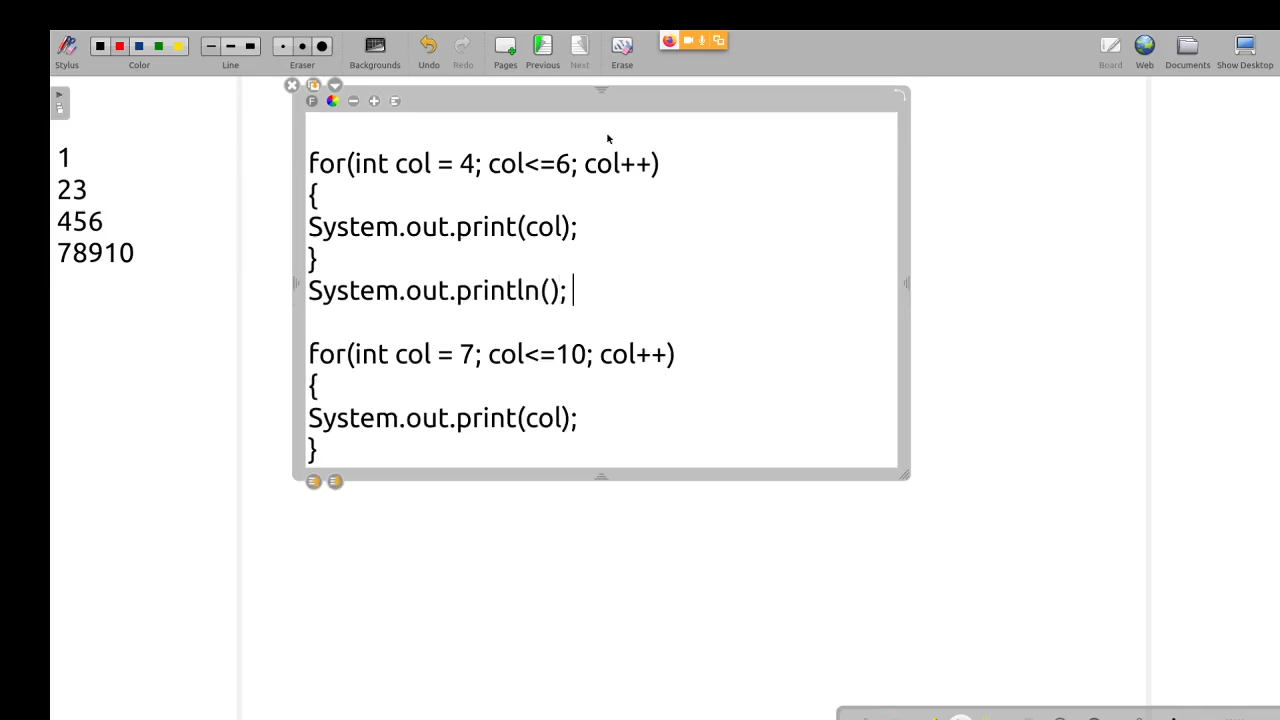 Stylus
Color
Line
Eraser
Backgrounds
Undo
Redo
Pages
Previous
Next
Erase
Board
Web
Documents
Show Desktop
1
23
456
78910
F
for(int col = 4; col<=6; col++)
{
System.out.print(col);
}
System.out.println();
for(int col = 7; col<=10; col++)
{
System.out.print(col);
}